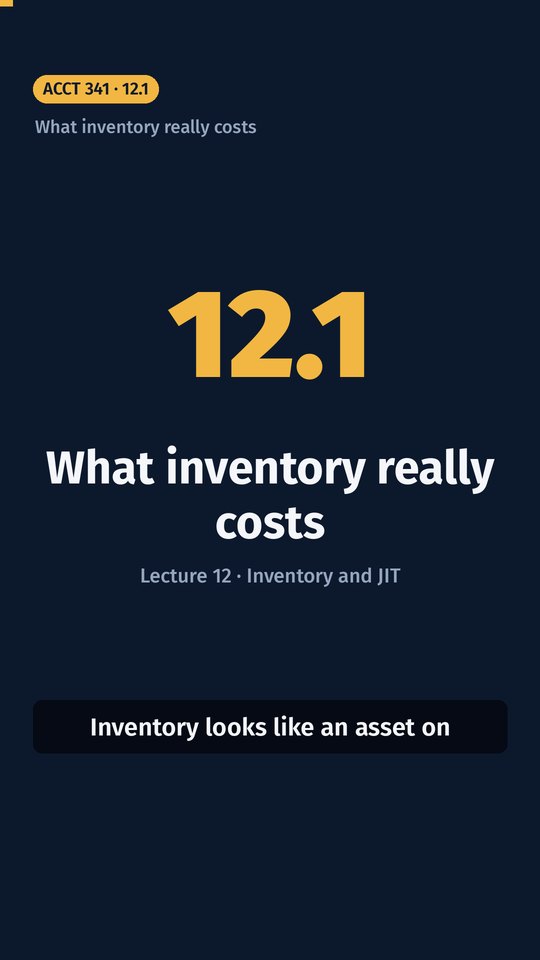 ACCT 341 · 12.1
What inventory really costs
12.1
What inventory really
costs
Lecture 12 · Inventory and JIT
Inventory looks like an asset on